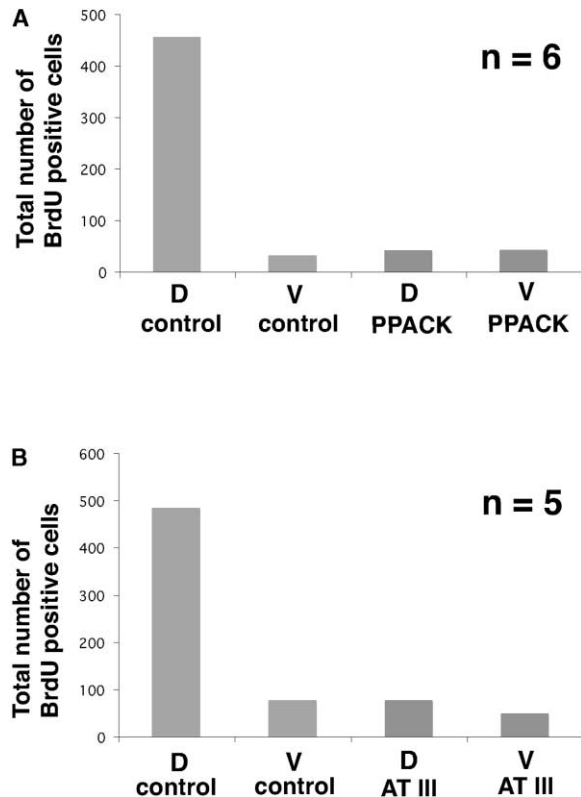 A
Total number of
BrdU positive cells
500
400
300
200
100
0
n = 6
D V D V
control control PPACK PPACK
B
Total number of
BrdU positive cells
600
500
400
300
200
100
0
n = 5
D V D V
control control AT III AT III